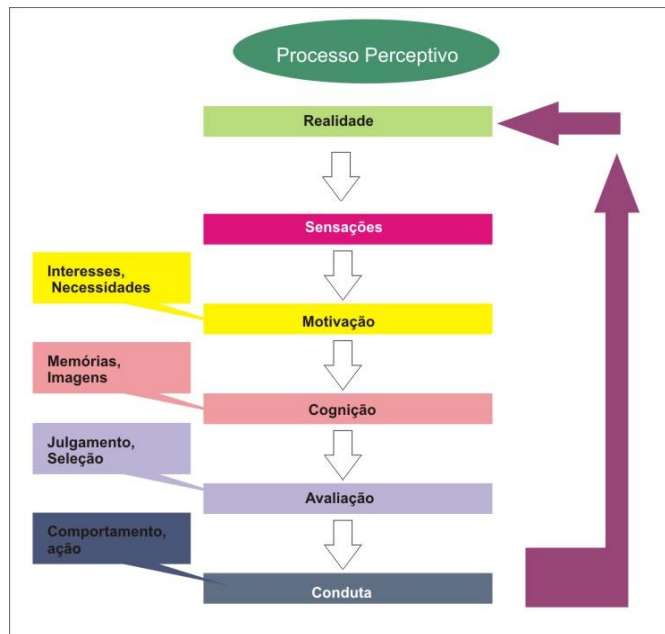 Processo Perceptivo
Realidade
Sensações
Interesses,
Necessidades
Motivação
Memórias,
Imagens
Cognição
Julgamento,
Seleção
Avaliação
Comportamento,
ação
Conduta